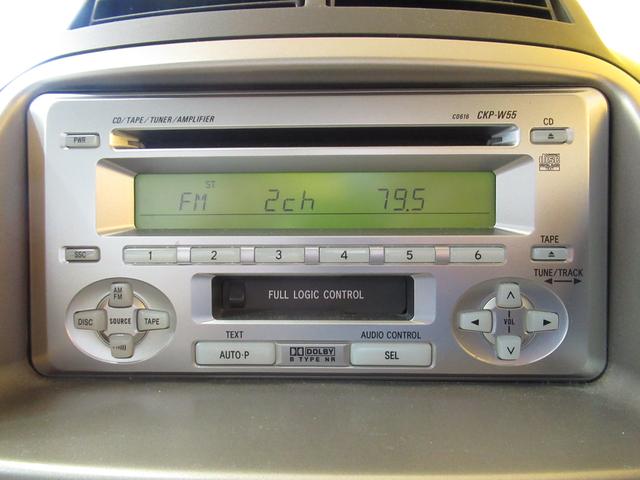 CD/TAPE/TUNER/AMPLIFIER
CD616 CKP-W55
CD
PWR
ST
FM 2ch 79.5
TAPE
SSC
1 2 3 4 5 6
TUNE/TRACK
AM
FM
FULL LOGIC CONTROL
DISC SOURCE TAPE
VOL
TEXT
AUDIO CONTROL
AUTO·P
DOLBY
B TYPE NR
SEL